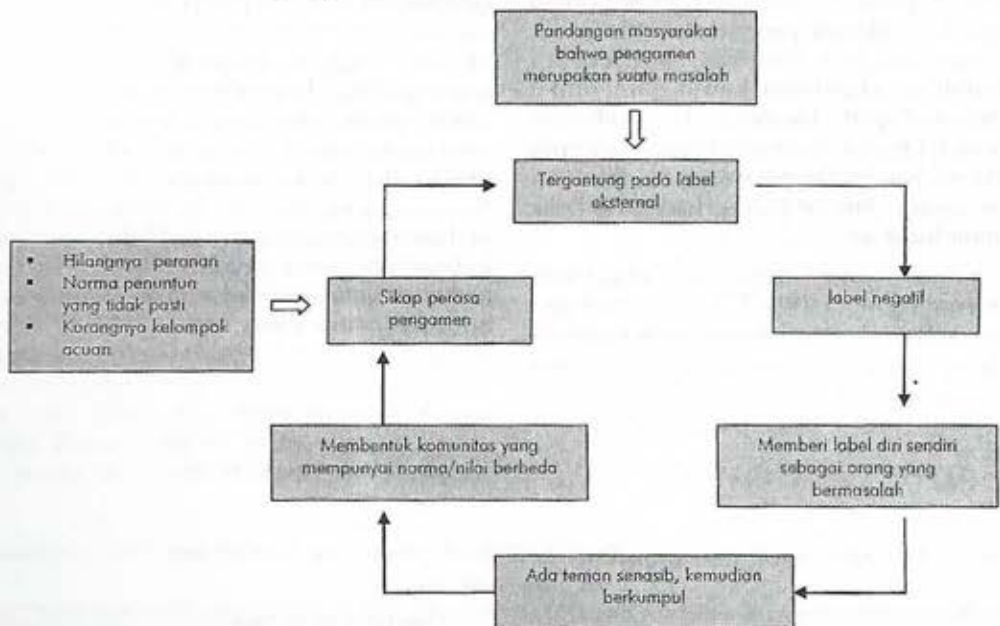 Pandangan masyarakat
bahwa pengamen
merupakan suatu masalah
Tergantung pada label
eksternal
▪ Hilangnya peranan
▪ Norma penuntun
yang tidak pasti
▪ Kurangnya kelompok
acuan
Sikap perasa
pengamen
label negatif
Membentuk komunitas yang
mempunyai norma/nilai berbeda
Memberi label diri sendiri
sebagai orang yang
bermasalah
Ada teman senasib, kemudian
berkumpul